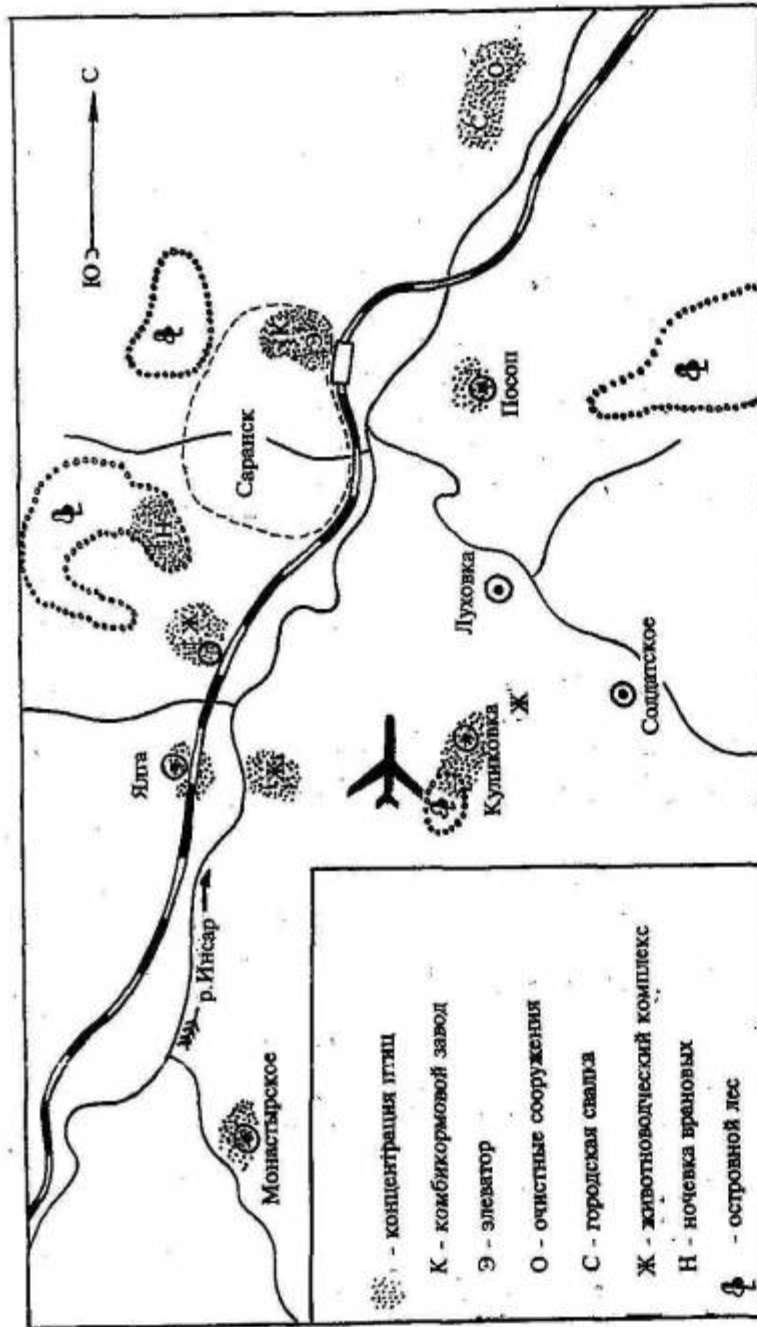 Ю
С
Н
Саранск
К
Э
Ж
Ялта
Ж
р.Инсар
Монастырское
Куликовка
Ж
Луховка
Солдатское
Посоп
С
О
- концентрация птиц
К - комбикормовой завод
Э - элеватор
О - очистные сооружения
С - городская свалка
Ж - животноводческий комплекс
Н - ночевка врановых
- островной лес